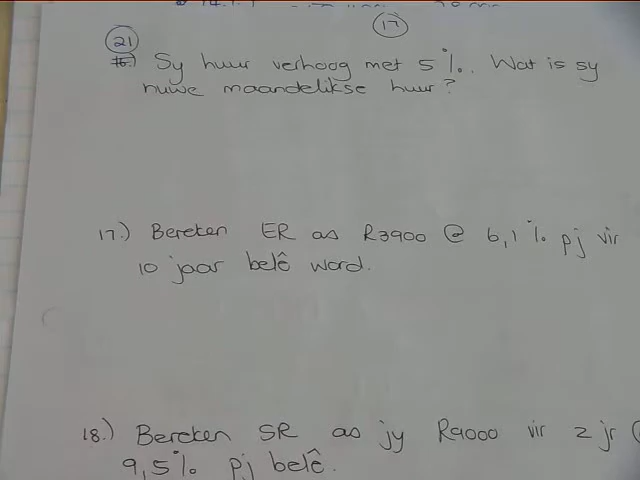 17
21
Sy huur verhoog met 5%. Wat is sy
nuwe maandelikse huur?
17.) Bereken ER as R3900 @ 6,1% pj vir
10 jaar belê word.
18.) Bereken SR as jy R9000 vir 2 jr
9,5% pj belê.